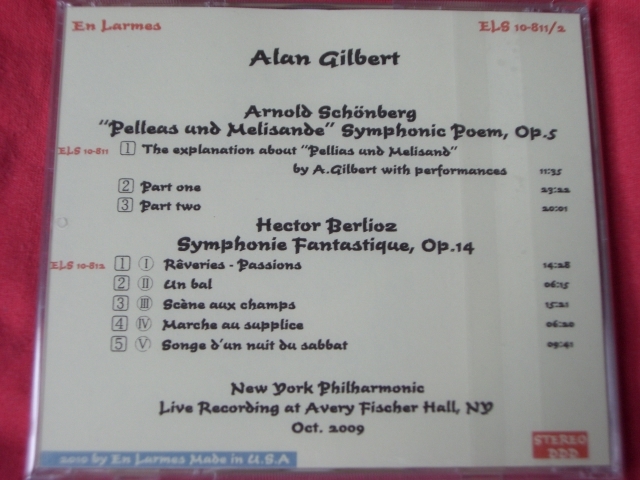 En Larmes ELS 10-811/2
Alan Gilbert
Arnold Schönberg
"Pelleas und Melisande" Symphonic Poem, Op.5
ELS 10-811 1 The explanation about "Pellias und Melisand"
by A.Gilbert with performances 11:35
2 Part one 23:22
3 Part two 20:01
Hector Berlioz
Symphonie Fantastique, Op.14
ELS 10-812 1 I Rêveries - Passions 14:28
2 II Un bal 06:15
3 III Scène aux champs 15:21
4 IV Marche au supplice 06:20
5 V Songe d'un nuit du sabbat 09:41
New York Philharmonic
Live Recording at Avery Fischer Hall, NY
Oct. 2009
STEREO
DDD
2010 by En Larmes Made in U.S.A